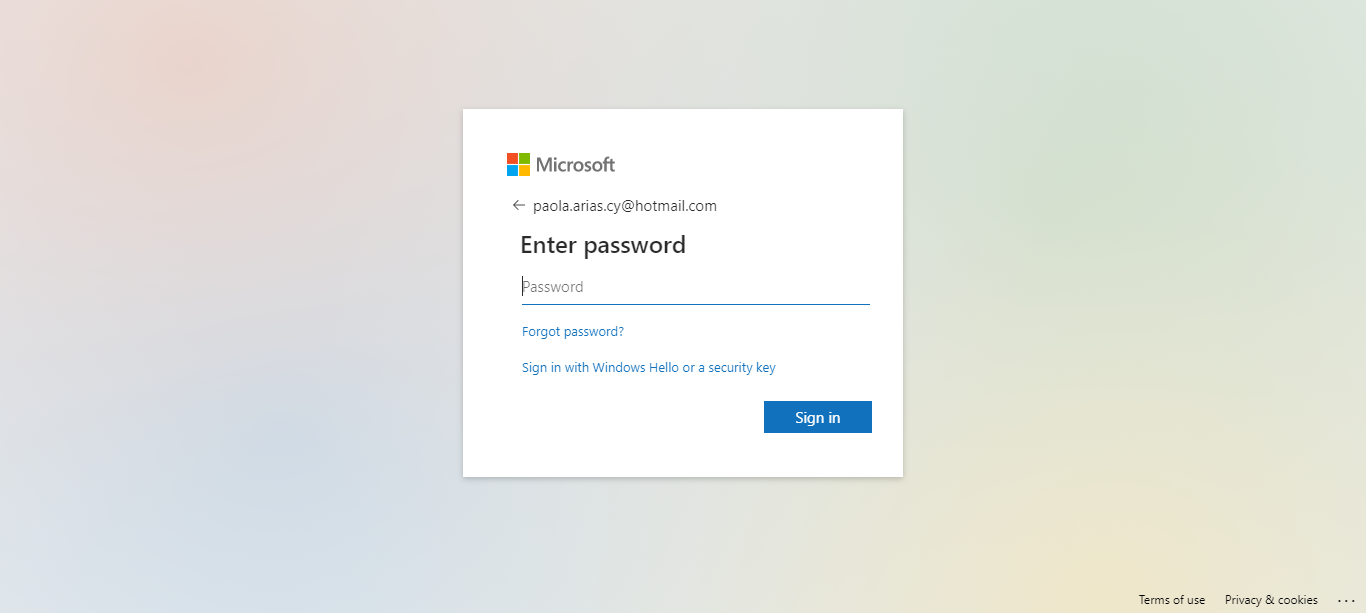 Microsoft
← paola.arias.cy@hotmail.com
Enter password
Password
Forgot password?
Sign in with Windows Hello or a security key
Sign in
Terms of use Privacy & cookies ...